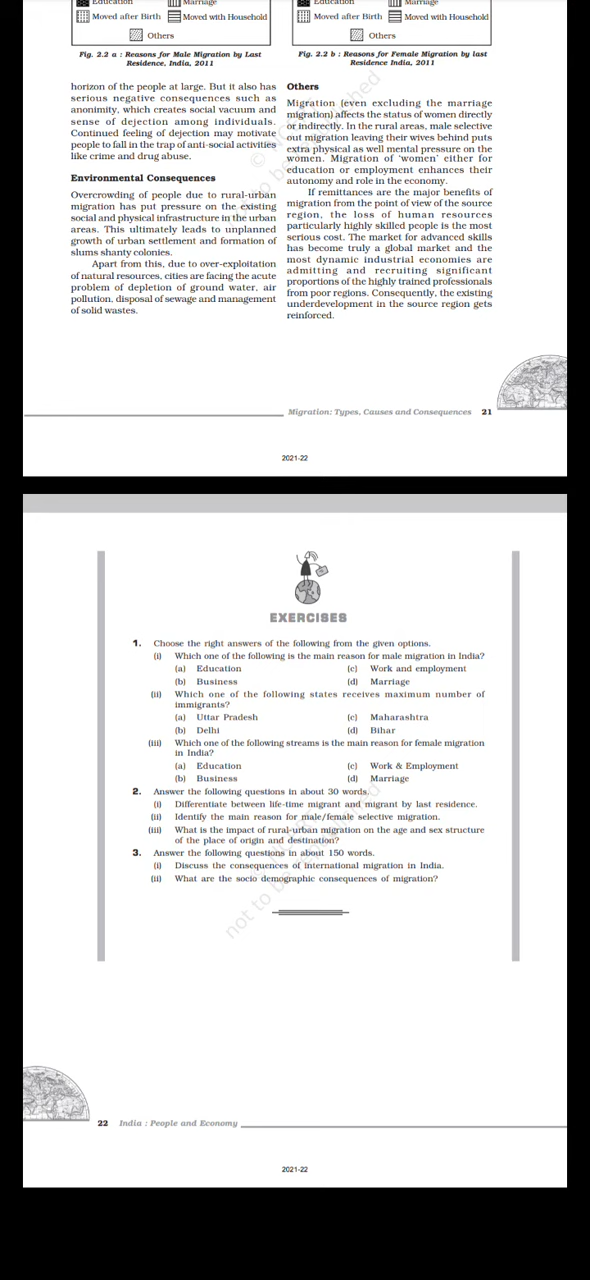 Education
Marriage
Moved after Birth
Moved with Household
Others
Education
Marriage
Moved after Birth
Moved with Household
Others
Fig. 2.2 a : Reasons for Male Migration by Last
Residence, India, 2011
Fig. 2.2 b : Reasons for Female Migration by last
Residence India, 2011
horizon of the people at large. But it also has
serious negative consequences such as
anonimity, which creates social vacuum and
sense of dejection among individuals.
Continued feeling of dejection may motivate
people to fall in the trap of anti-social activities
like crime and drug abuse.
Environmental Consequences
Overcrowding of people due to rural-urban
migration has put pressure on the existing
social and physical infrastructure in the urban
areas. This ultimately leads to unplanned
growth of urban settlement and formation of
slums shanty colonies.
Apart from this, due to over-exploitation
of natural resources, cities are facing the acute
problem of depletion of ground water, air
pollution, disposal of sewage and management
of solid wastes.
Others
Migration (even excluding the marriage
migration) affects the status of women directly
or indirectly. In the rural areas, male selective
out migration leaving their wives behind puts
extra physical as well mental pressure on the
women. Migration of 'women' either for
education or employment enhances their
autonomy and role in the economy.
If remittances are the major benefits of
migration from the point of view of the source
region, the loss of human resources
particularly highly skilled people is the most
serious cost. The market for advanced skills
has become truly a global market and the
most dynamic industrial economies are
admitting and recruiting significant
proportions of the highly trained professionals
from poor regions. Consequently, the existing
underdevelopment in the source region gets
reinforced.
Migration: Types, Causes and Consequences 21
2021-22
EXERCISES
1. Choose the right answers of the following from the given options.
(i) Which one of the following is the main reason for male migration in India?
(a) Education (c) Work and employment
(b) Business (d) Marriage
(ii) Which one of the following states receives maximum number of
immigrants?
(a) Uttar Pradesh (c) Maharashtra
(b) Delhi (d) Bihar
(iii) Which one of the following streams is the main reason for female migration
in India?
(a) Education (c) Work & Employment
(b) Business (d) Marriage
2. Answer the following questions in about 30 words.
(i) Differentiate between life-time migrant and migrant by last residence.
(ii) Identify the main reason for male/female selective migration.
(iii) What is the impact of rural-urban migration on the age and sex structure
of the place of origin and destination?
3. Answer the following questions in about 150 words.
(i) Discuss the consequences of international migration in India.
(ii) What are the socio demographic consequences of migration?
not to be
22 India : People and Economy
2021-22